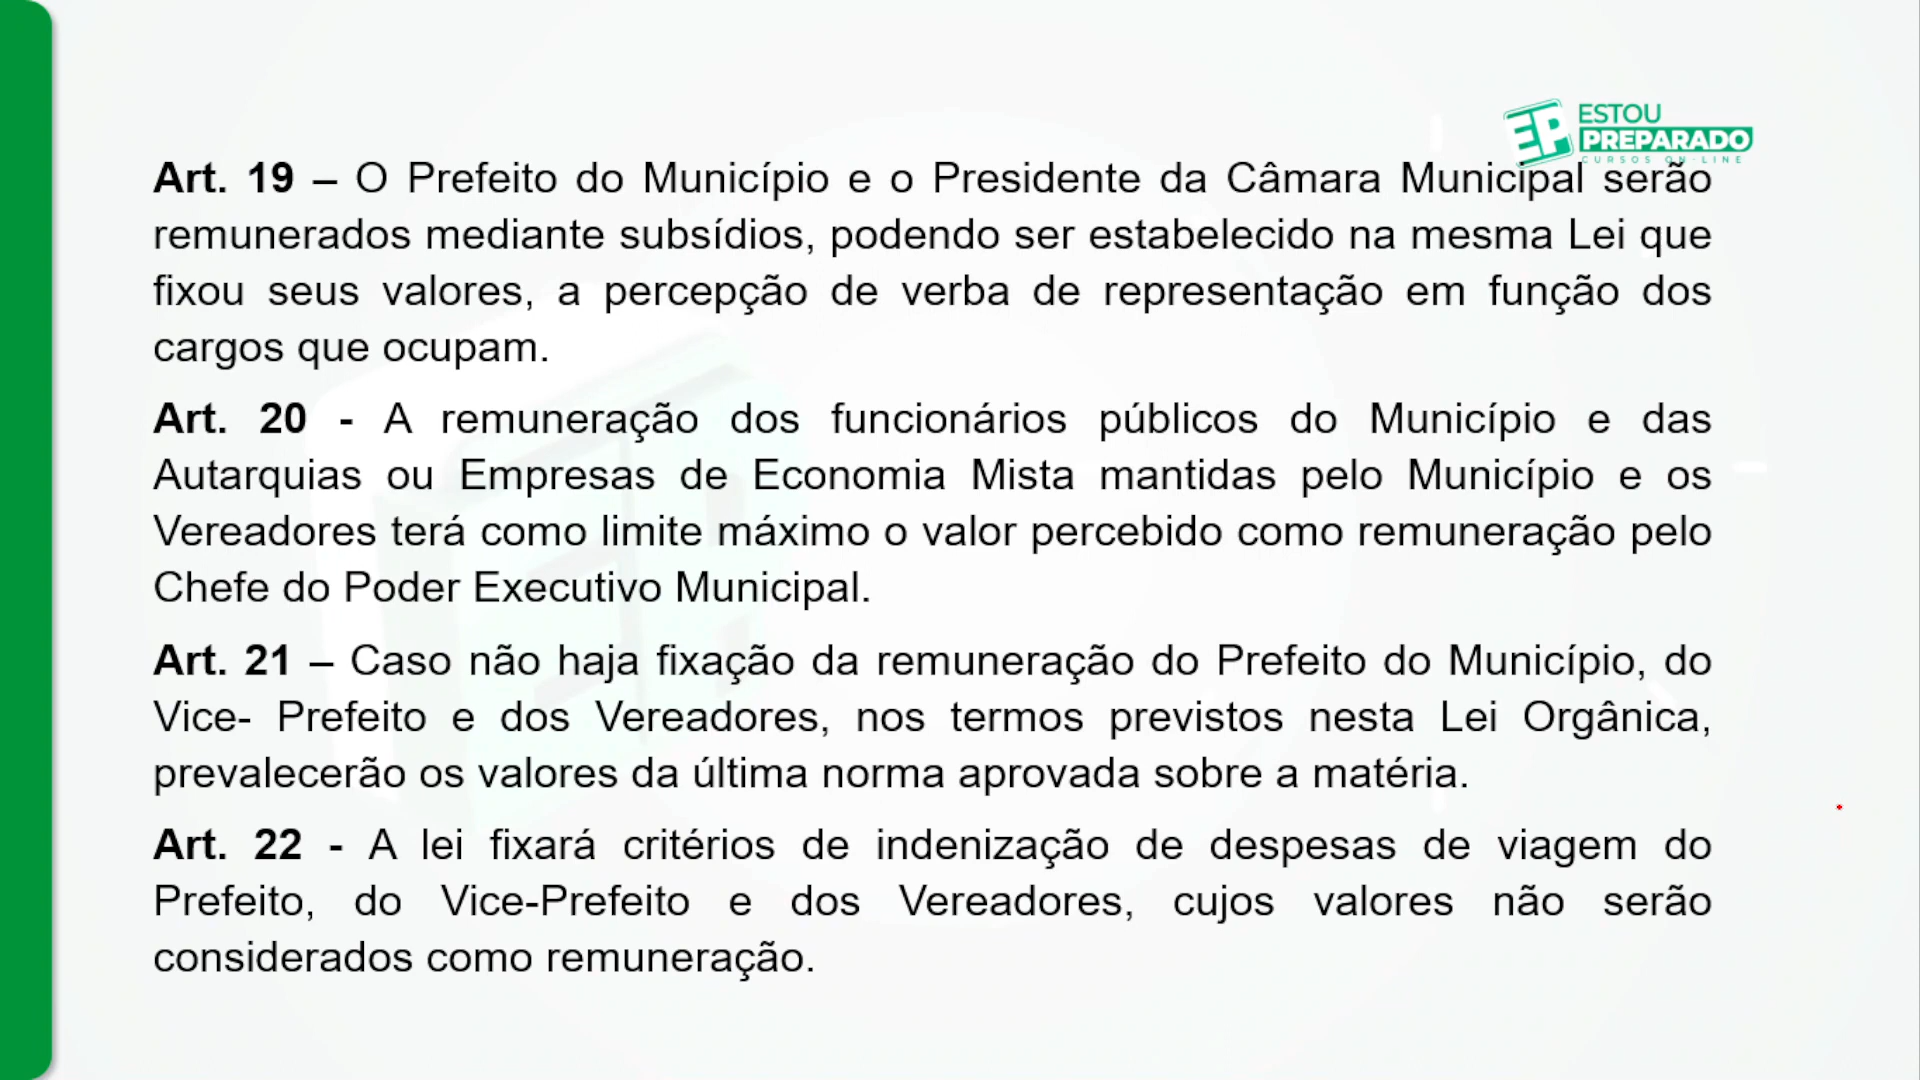 ESTOU
PREPARADO
CURSOS ON-LINE
Art. 19 – O Prefeito do Município e o Presidente da Câmara Municipal serão
remunerados mediante subsídios, podendo ser estabelecido na mesma Lei que
fixou seus valores, a percepção de verba de representação em função dos
cargos que ocupam.
Art. 20 - A remuneração dos funcionários públicos do Município e das
Autarquias ou Empresas de Economia Mista mantidas pelo Município e os
Vereadores terá como limite máximo o valor percebido como remuneração pelo
Chefe do Poder Executivo Municipal.
Art. 21 – Caso não haja fixação da remuneração do Prefeito do Município, do
Vice- Prefeito e dos Vereadores, nos termos previstos nesta Lei Orgânica,
prevalecerão os valores da última norma aprovada sobre a matéria.
Art. 22 - A lei fixará critérios de indenização de despesas de viagem do
Prefeito, do Vice-Prefeito e dos Vereadores, cujos valores não serão
considerados como remuneração.